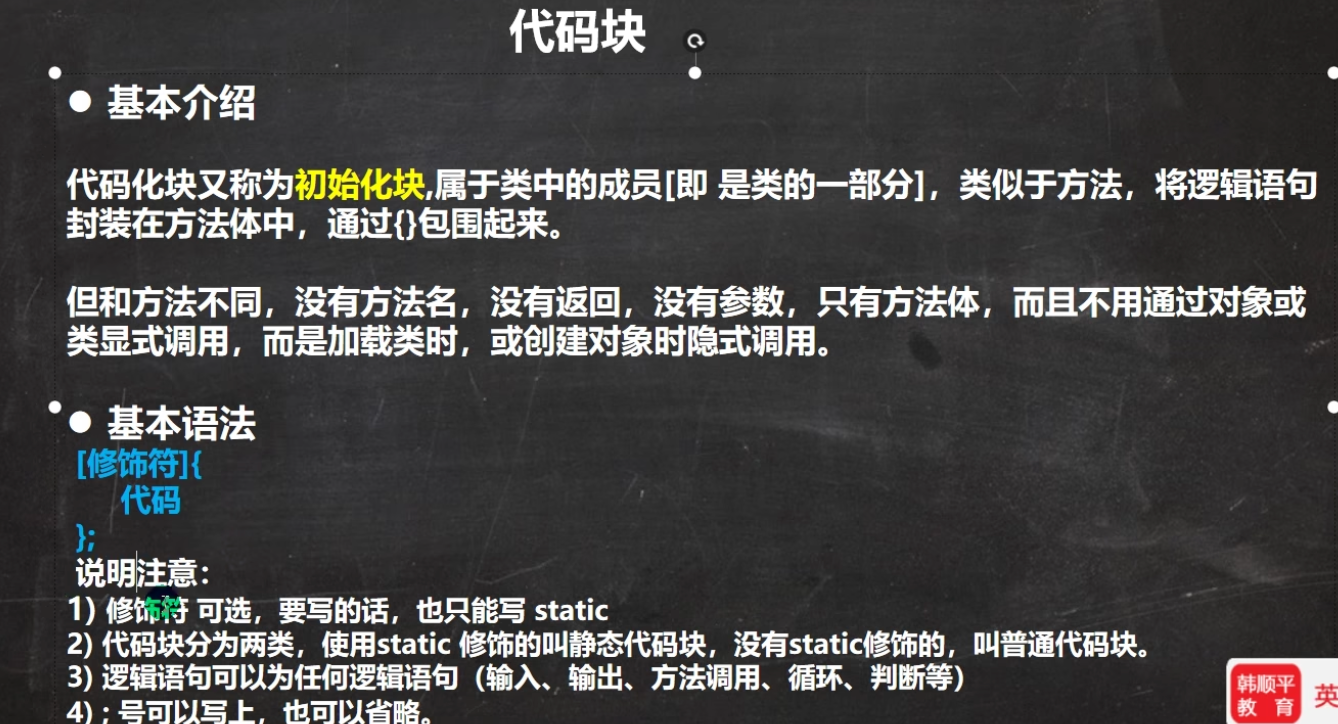 代码块
● 基本介绍
代码化块又称为初始化块,属于类中的成员[即 是类的一部分]，类似于方法，将逻辑语句
封装在方法体中，通过{}包围起来。
但和方法不同，没有方法名，没有返回，没有参数，只有方法体，而且不用通过对象或
类显式调用，而是加载类时，或创建对象时隐式调用。
● 基本语法
[修饰符]{
代码
};
说明注意：
1) 修饰符 可选，要写的话，也只能写 static
2) 代码块分为两类，使用static 修饰的叫静态代码块，没有static修饰的，叫普通代码块。
3) 逻辑语句可以为任何逻辑语句（输入、输出、方法调用、循环、判断等）
4) ; 号可以写上，也可以省略。
韩顺平
教 育
英